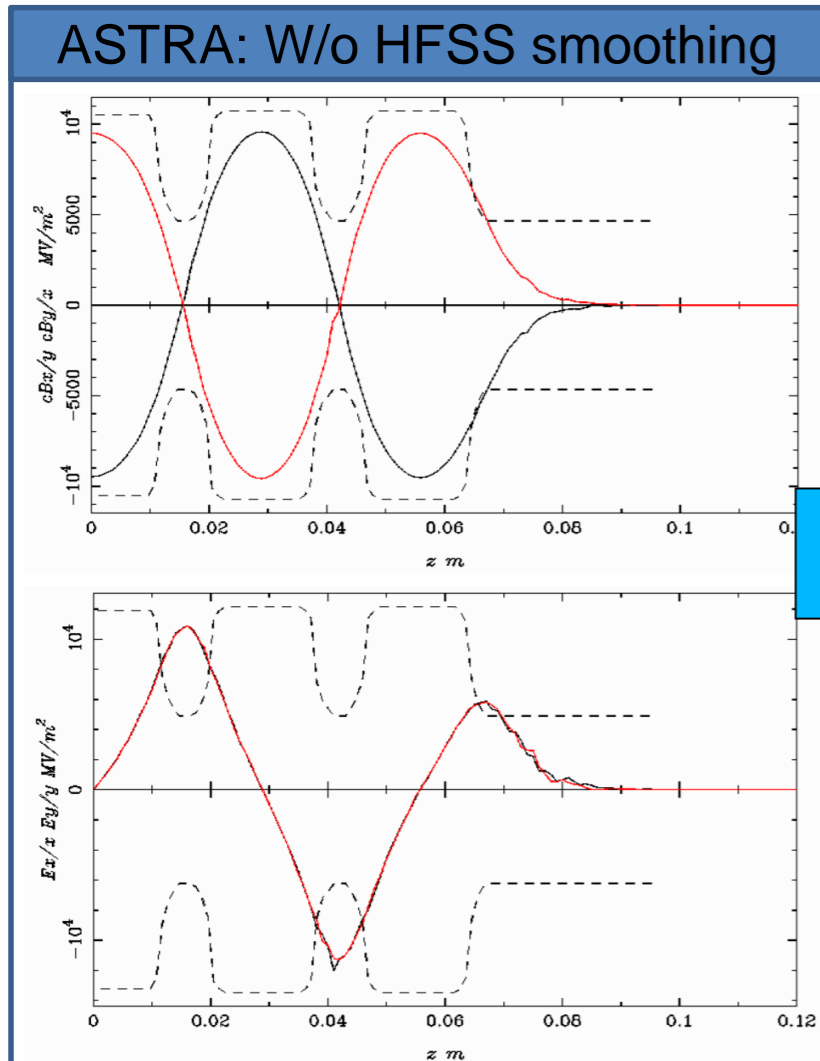 ASTRA: W/o HFSS smoothing
10⁴
5000
0
−5000
−10⁴
cBx/y cBy/x MV/m²
0 0.02 0.04 0.06 0.08 0.1 0.
z m
10⁴
0
−10⁴
Ex/x Ey/y MV/m²
0 0.02 0.04 0.06 0.08 0.1 0.12
z m